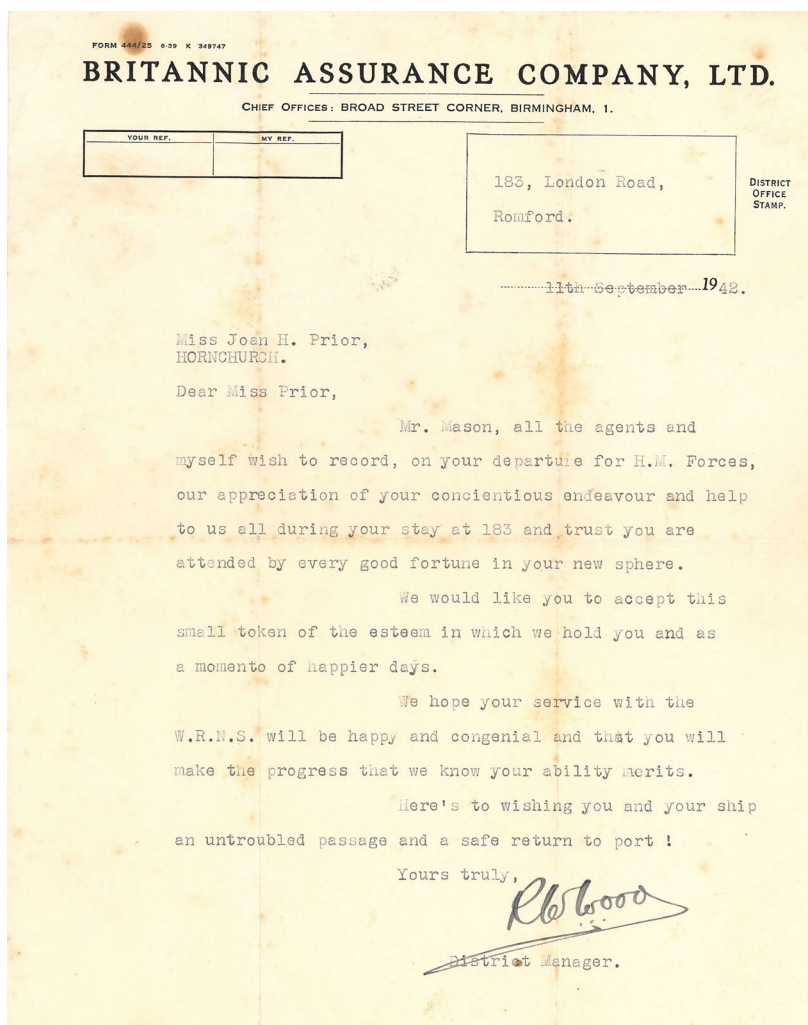 FORM 444/25 6-39 K 349747
BRITANNIC ASSURANCE COMPANY, LTD.
CHIEF OFFICES: BROAD STREET CORNER, BIRMINGHAM, 1.
YOUR REF. MY REF.
183, London Road,
Romford.
DISTRICT
OFFICE
STAMP.
11th September 1942.
Miss Joan H. Prior,
HORNCHURCH.
Dear Miss Prior,
Mr. Mason, all the agents and
myself wish to record, on your departure for H.M. Forces,
our appreciation of your concientious endeavour and help
to us all during your stay at 183 and trust you are
attended by every good fortune in your new sphere.
We would like you to accept this
small token of the esteem in which we hold you and as
a momento of happier days.
We hope your service with the
W.R.N.S. will be happy and congenial and that you will
make the progress that we know your ability merits.
Here's to wishing you and your ship
an untroubled passage and a safe return to port !
Yours truly,
District Manager.